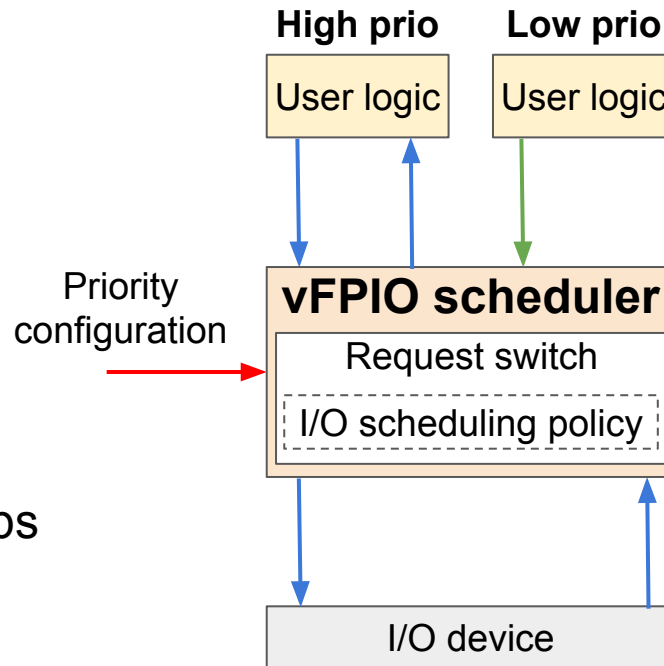 High prio Low prio
User logic User logic
Priority
configuration
vFPIO scheduler
Request switch
I/O scheduling policy
I/O device